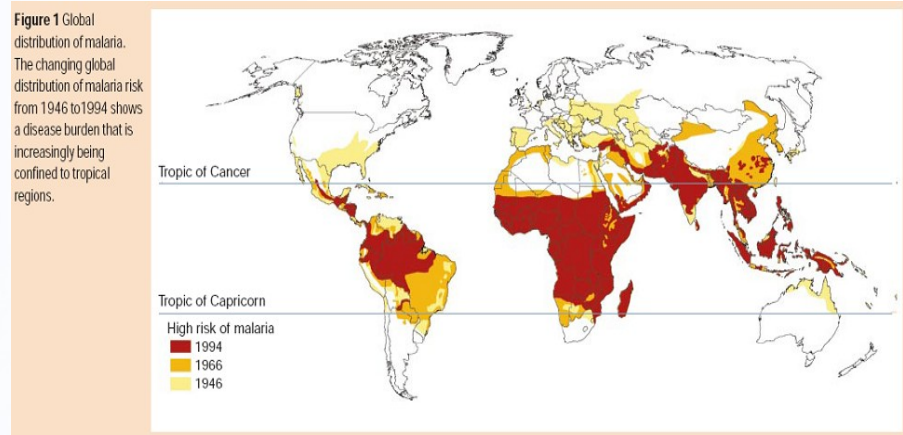 Figure 1 Global
distribution of malaria.
The changing global
distribution of malaria risk
from 1946 to1994 shows
a disease burden that is
increasingly being
confined to tropical
regions.
Tropic of Cancer
Tropic of Capricorn
High risk of malaria
1994
1966
1946